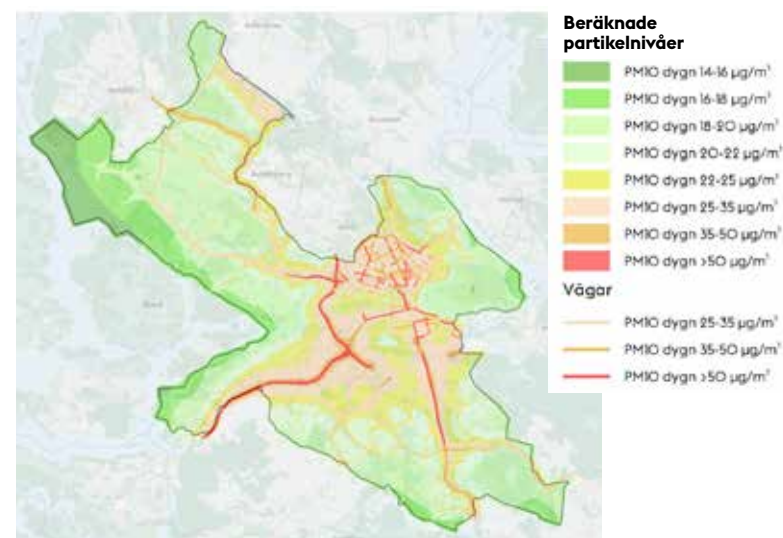 Beräknade
partikelnivåer
PM10 dygn 14-16 µg/m³
PM10 dygn 16-18 µg/m³
PM10 dygn 18-20 µg/m³
PM10 dygn 20-22 µg/m³
PM10 dygn 22-25 µg/m³
PM10 dygn 25-35 µg/m³
PM10 dygn 35-50 µg/m³
PM10 dygn >50 µg/m³
Vägar
PM10 dygn 25-35 µg/m³
PM10 dygn 35-50 µg/m³
PM10 dygn >50 µg/m³